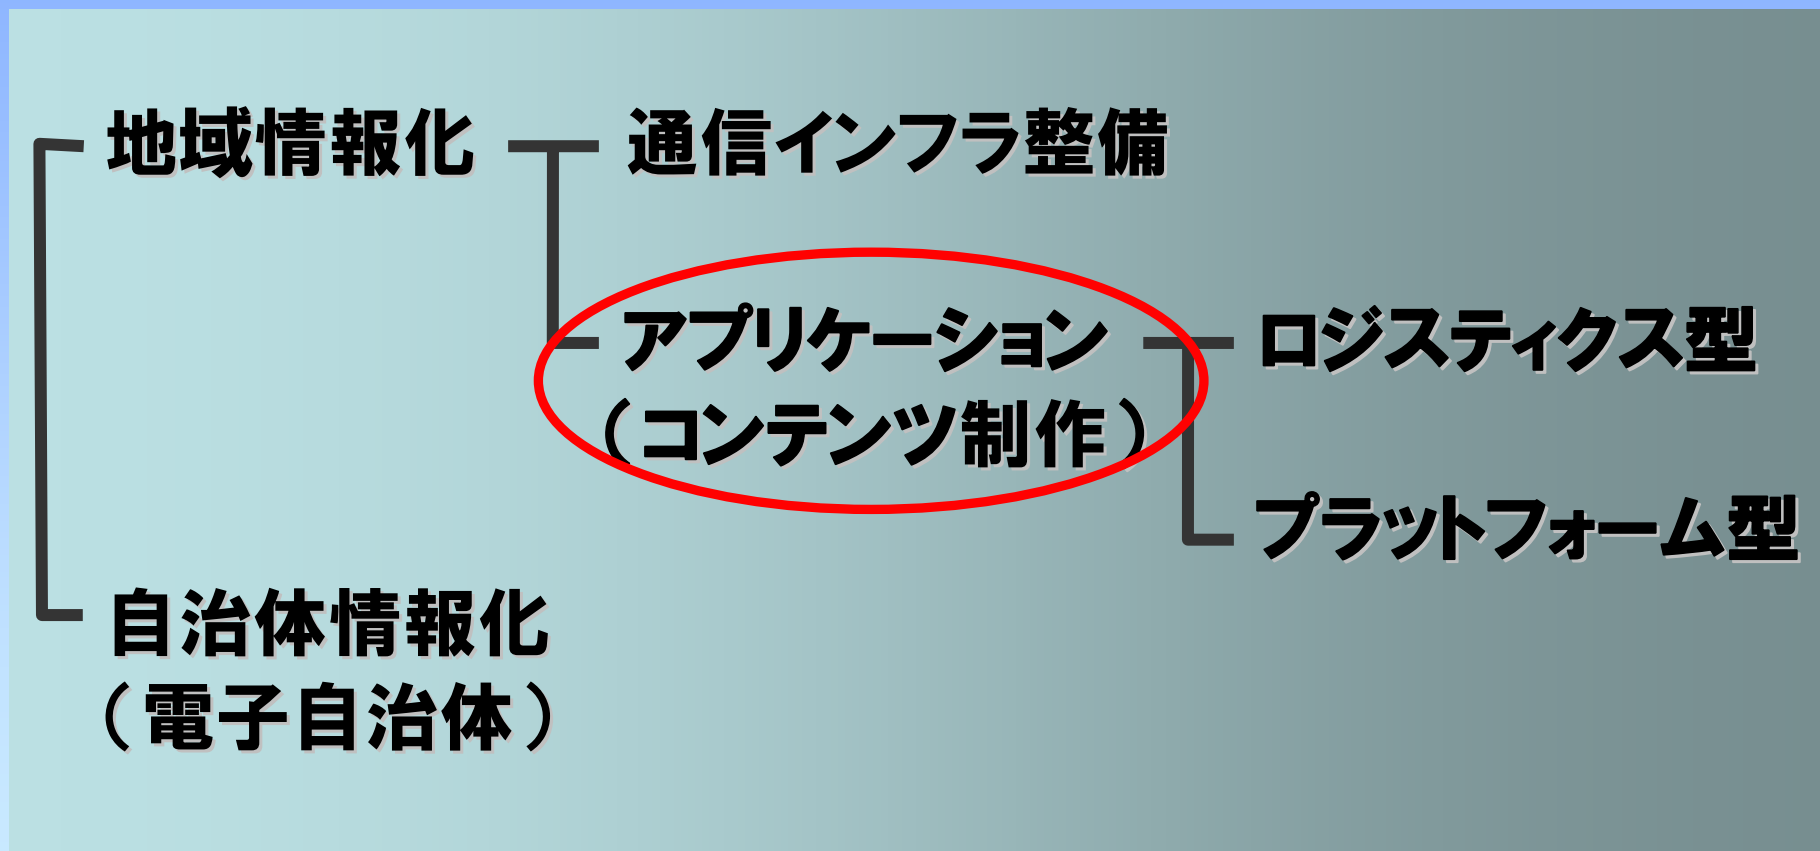 地域情報化
通信インフラ整備
アプリケーション
（コンテンツ制作）
ロジスティクス型
プラットフォーム型
自治体情報化
（電子自治体）